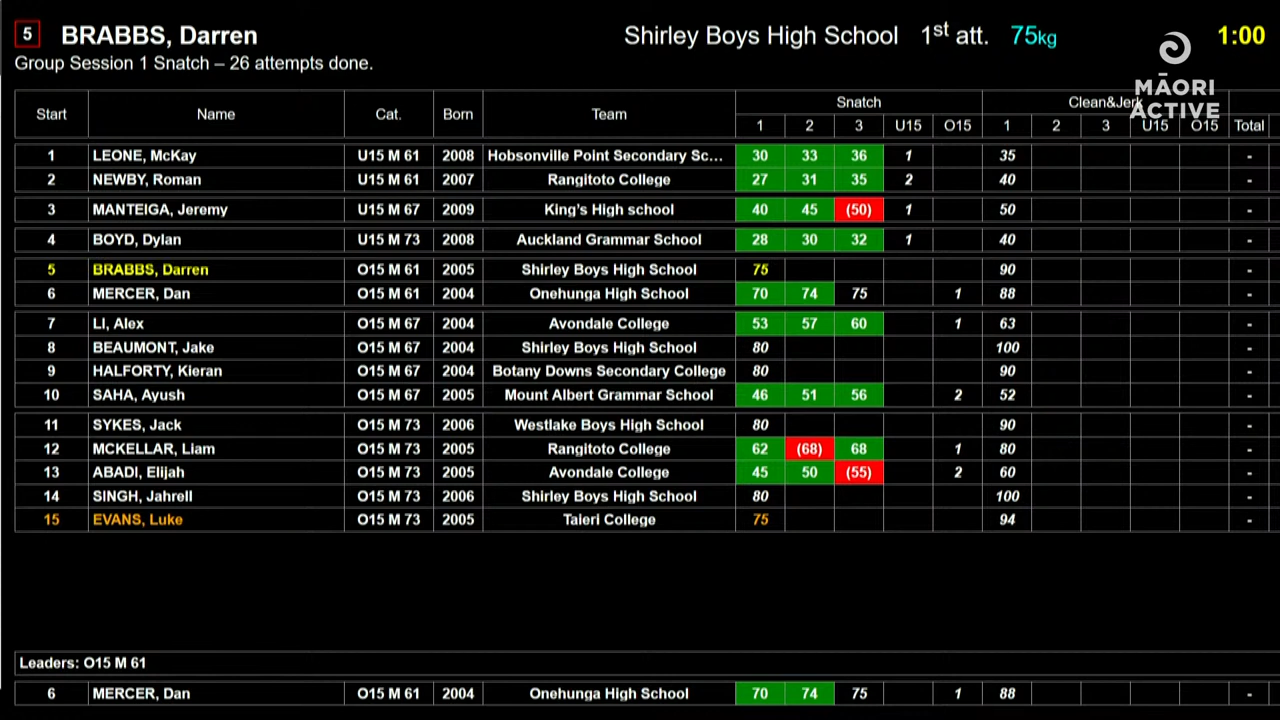 5 BRABBS, Darren Shirley Boys High School 1st att. 75kg 1:00
Group Session 1 Snatch – 26 attempts done.
MĀORI
ACTIVE
Start Name Cat. Born Team Snatch Clean&Jerk
1 2 3 U15 O15 1 2 3 U15 O15 Total
1 LEONE, McKay U15 M 61 2008 Hobsonville Point Secondary Sc... 30 33 36 1 35 -
2 NEWBY, Roman U15 M 61 2007 Rangitoto College 27 31 35 2 40 -
3 MANTEIGA, Jeremy U15 M 67 2009 King's High school 40 45 (50) 1 50 -
4 BOYD, Dylan U15 M 73 2008 Auckland Grammar School 28 30 32 1 40 -
5 BRABBS, Darren O15 M 61 2005 Shirley Boys High School 75 90 -
6 MERCER, Dan O15 M 61 2004 Onehunga High School 70 74 75 1 88 -
7 LI, Alex O15 M 67 2004 Avondale College 53 57 60 1 63 -
8 BEAUMONT, Jake O15 M 67 2004 Shirley Boys High School 80 100 -
9 HALFORTY, Kieran O15 M 67 2004 Botany Downs Secondary College 80 90 -
10 SAHA, Ayush O15 M 67 2005 Mount Albert Grammar School 46 51 56 2 52 -
11 SYKES, Jack O15 M 73 2006 Westlake Boys High School 80 90 -
12 MCKELLAR, Liam O15 M 73 2005 Rangitoto College 62 (68) 68 1 80 -
13 ABADI, Elijah O15 M 73 2005 Avondale College 45 50 (55) 2 60 -
14 SINGH, Jahrell O15 M 73 2006 Shirley Boys High School 80 100 -
15 EVANS, Luke O15 M 73 2005 Taieri College 75 94 -
Leaders: O15 M 61
6 MERCER, Dan O15 M 61 2004 Onehunga High School 70 74 75 1 88 -